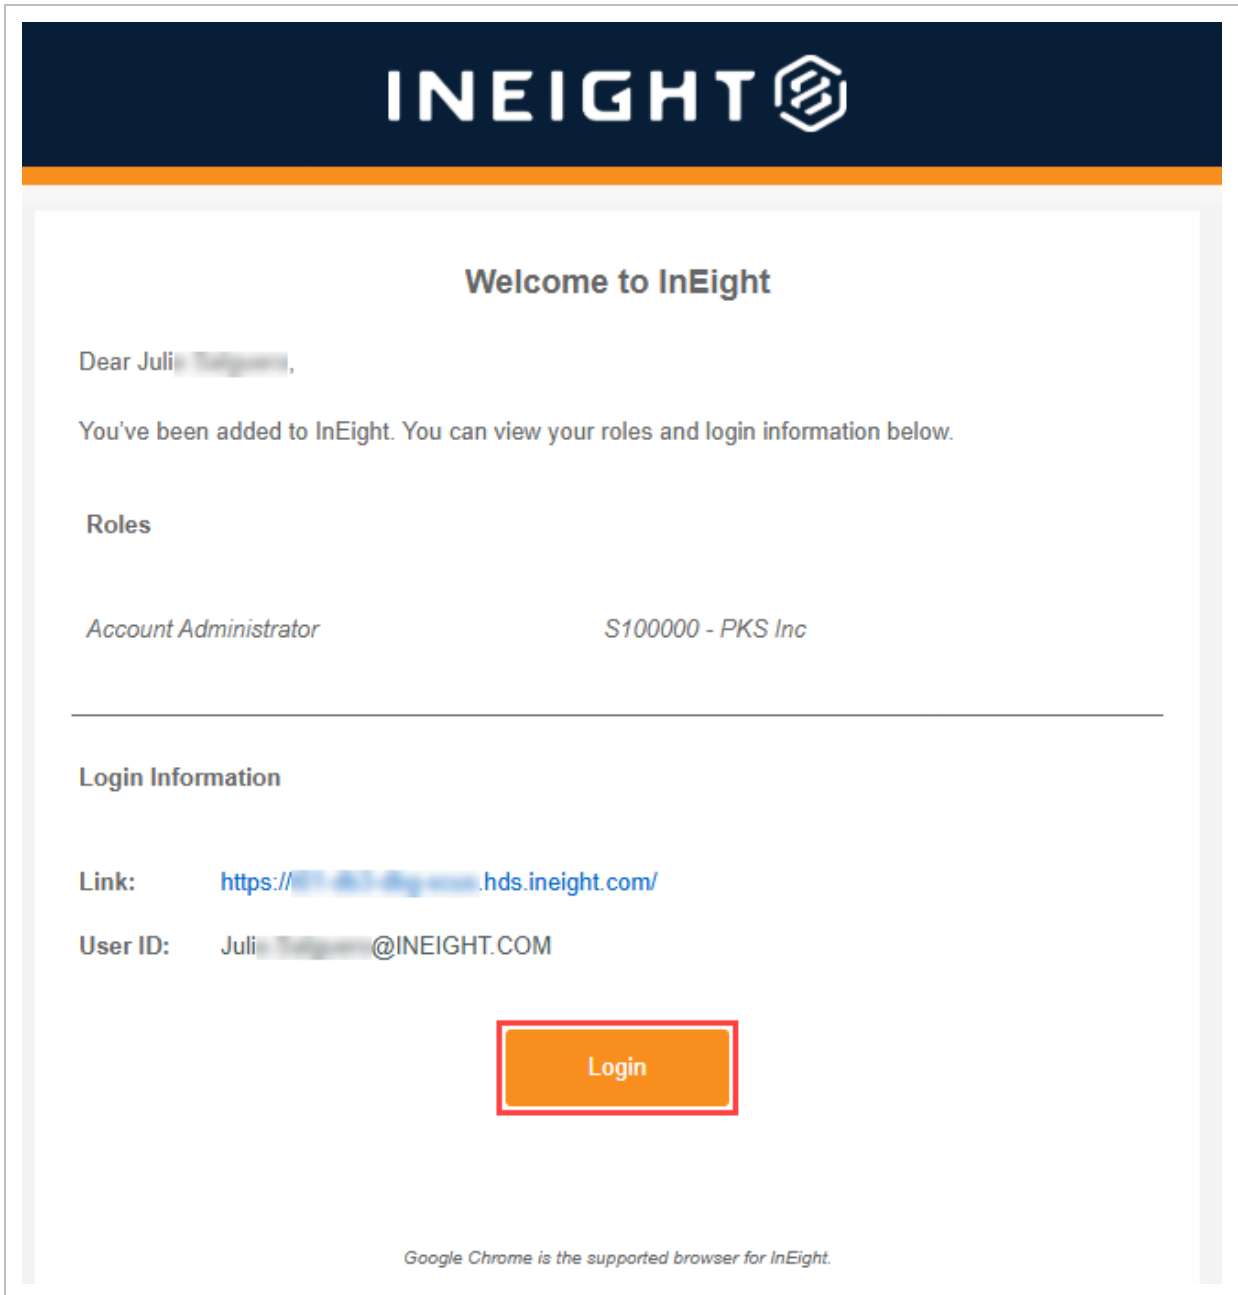 INEIGHT
Welcome to InEight
Dear Juli ,
You've been added to InEight. You can view your roles and login information below.
Roles
Account Administrator S100000 - PKS Inc
Login Information
Link: https:// .hds.ineight.com/
User ID: Juli @INEIGHT.COM
Login
Google Chrome is the supported browser for InEight.